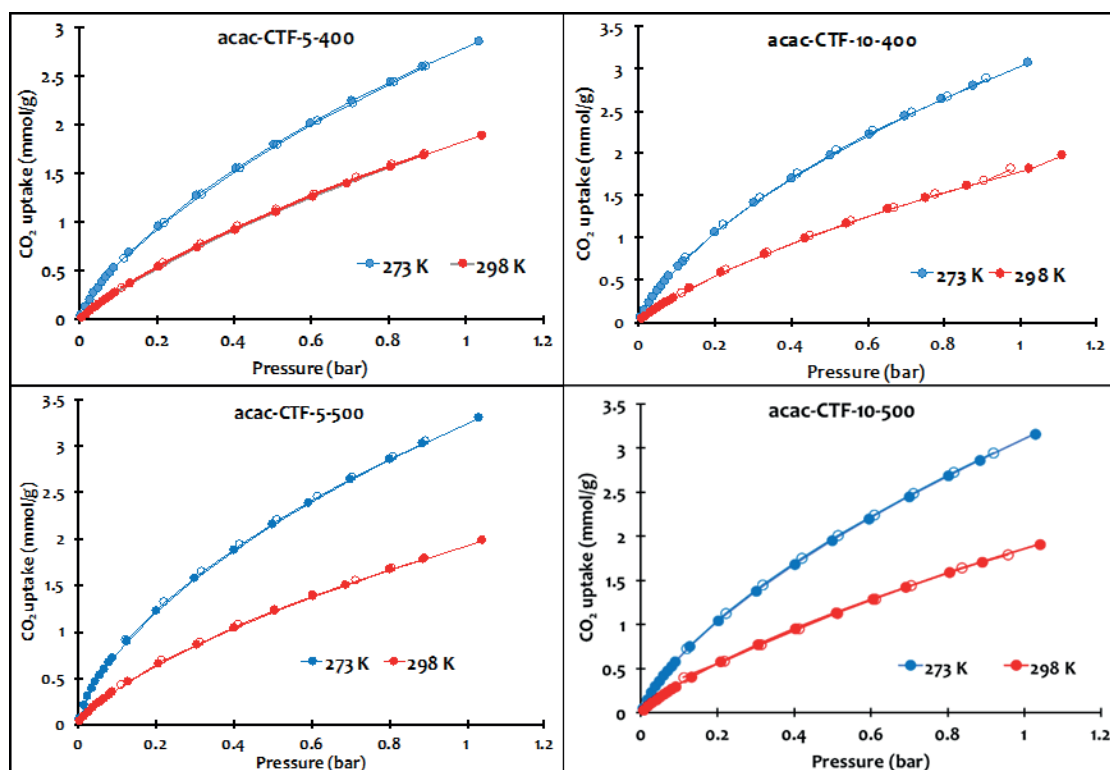 acac-CTF-5-400
CO₂ uptake (mmol/g)
3
2.5
2
1.5
1
0.5
0
0 0.2 0.4 0.6 0.8 1 1.2
Pressure (bar)
273 K 298 K
acac-CTF-10-400
CO₂ uptake (mmol/g)
3.5
3
2.5
2
1.5
1
0.5
0
0 0.2 0.4 0.6 0.8 1 1.2
Pressure (bar)
273 K 298 K
acac-CTF-5-500
CO₂ uptake (mmol/g)
3.5
3
2.5
2
1.5
1
0.5
0
0 0.2 0.4 0.6 0.8 1 1.2
Pressure (bar)
273 K 298 K
acac-CTF-10-500
CO₂ uptake (mmol/g)
3.5
3
2.5
2
1.5
1
0.5
0
0 0.2 0.4 0.6 0.8 1 1.2
Pressure (bar)
273 K 298 K